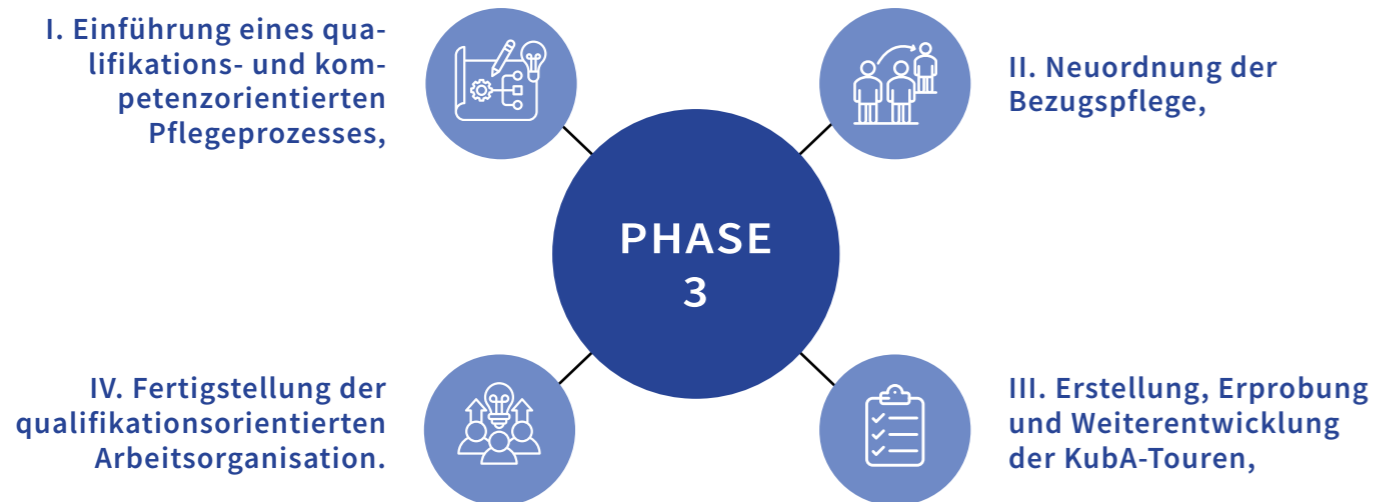 I. Einführung eines qua-
lifikations- und kom-
petenzorientierten
Pflegeprozesses,
II. Neuordnung der
Bezugspflege,
PHASE
3
III. Erstellung, Erprobung
und Weiterentwicklung
der KubA-Touren,
IV. Fertigstellung der
qualifikationsorientierten
Arbeitsorganisation.